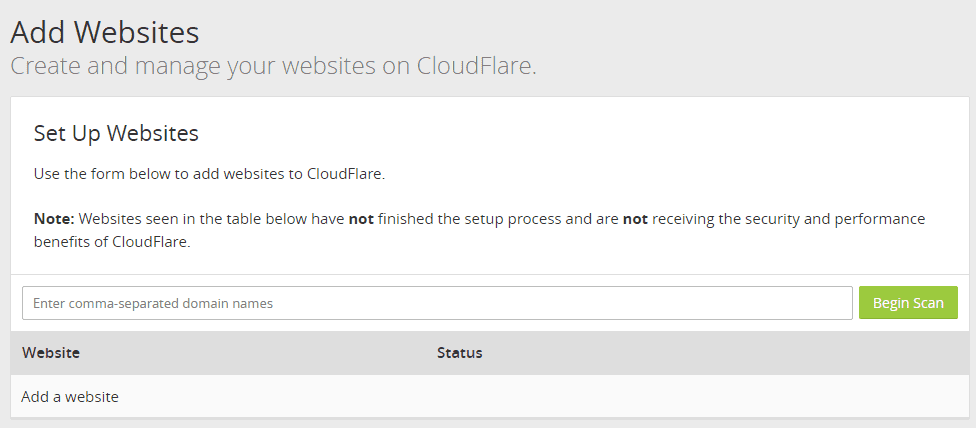 Add Websites
Create and manage your websites on CloudFlare.
Set Up Websites
Use the form below to add websites to CloudFlare.
Note: Websites seen in the table below have not finished the setup process and are not receiving the security and performance
benefits of CloudFlare.
Enter comma-separated domain names
Begin Scan
Website
Status
Add a website